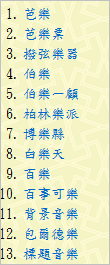 1. 芭樂
2. 芭樂票
3. 撥弦樂器
4. 伯樂
5. 伯樂一顧
6. 柏林樂派
7. 博樂縣
8. 白樂天
9. 百樂
10. 百事可樂
11. 背景音樂
12. 包爾德樂
13. 標題音樂